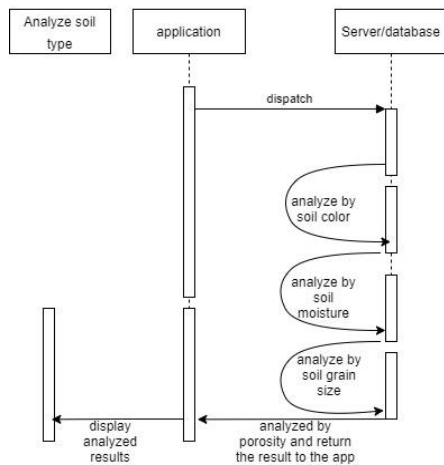 Analyze soil
type
application
Server/database
dispatch
analyze by
soil color
analyze by
soil
moisture
analyze by
soil grain
size
display
analyzed
results
analyzed by
porosity and return
the result to the app